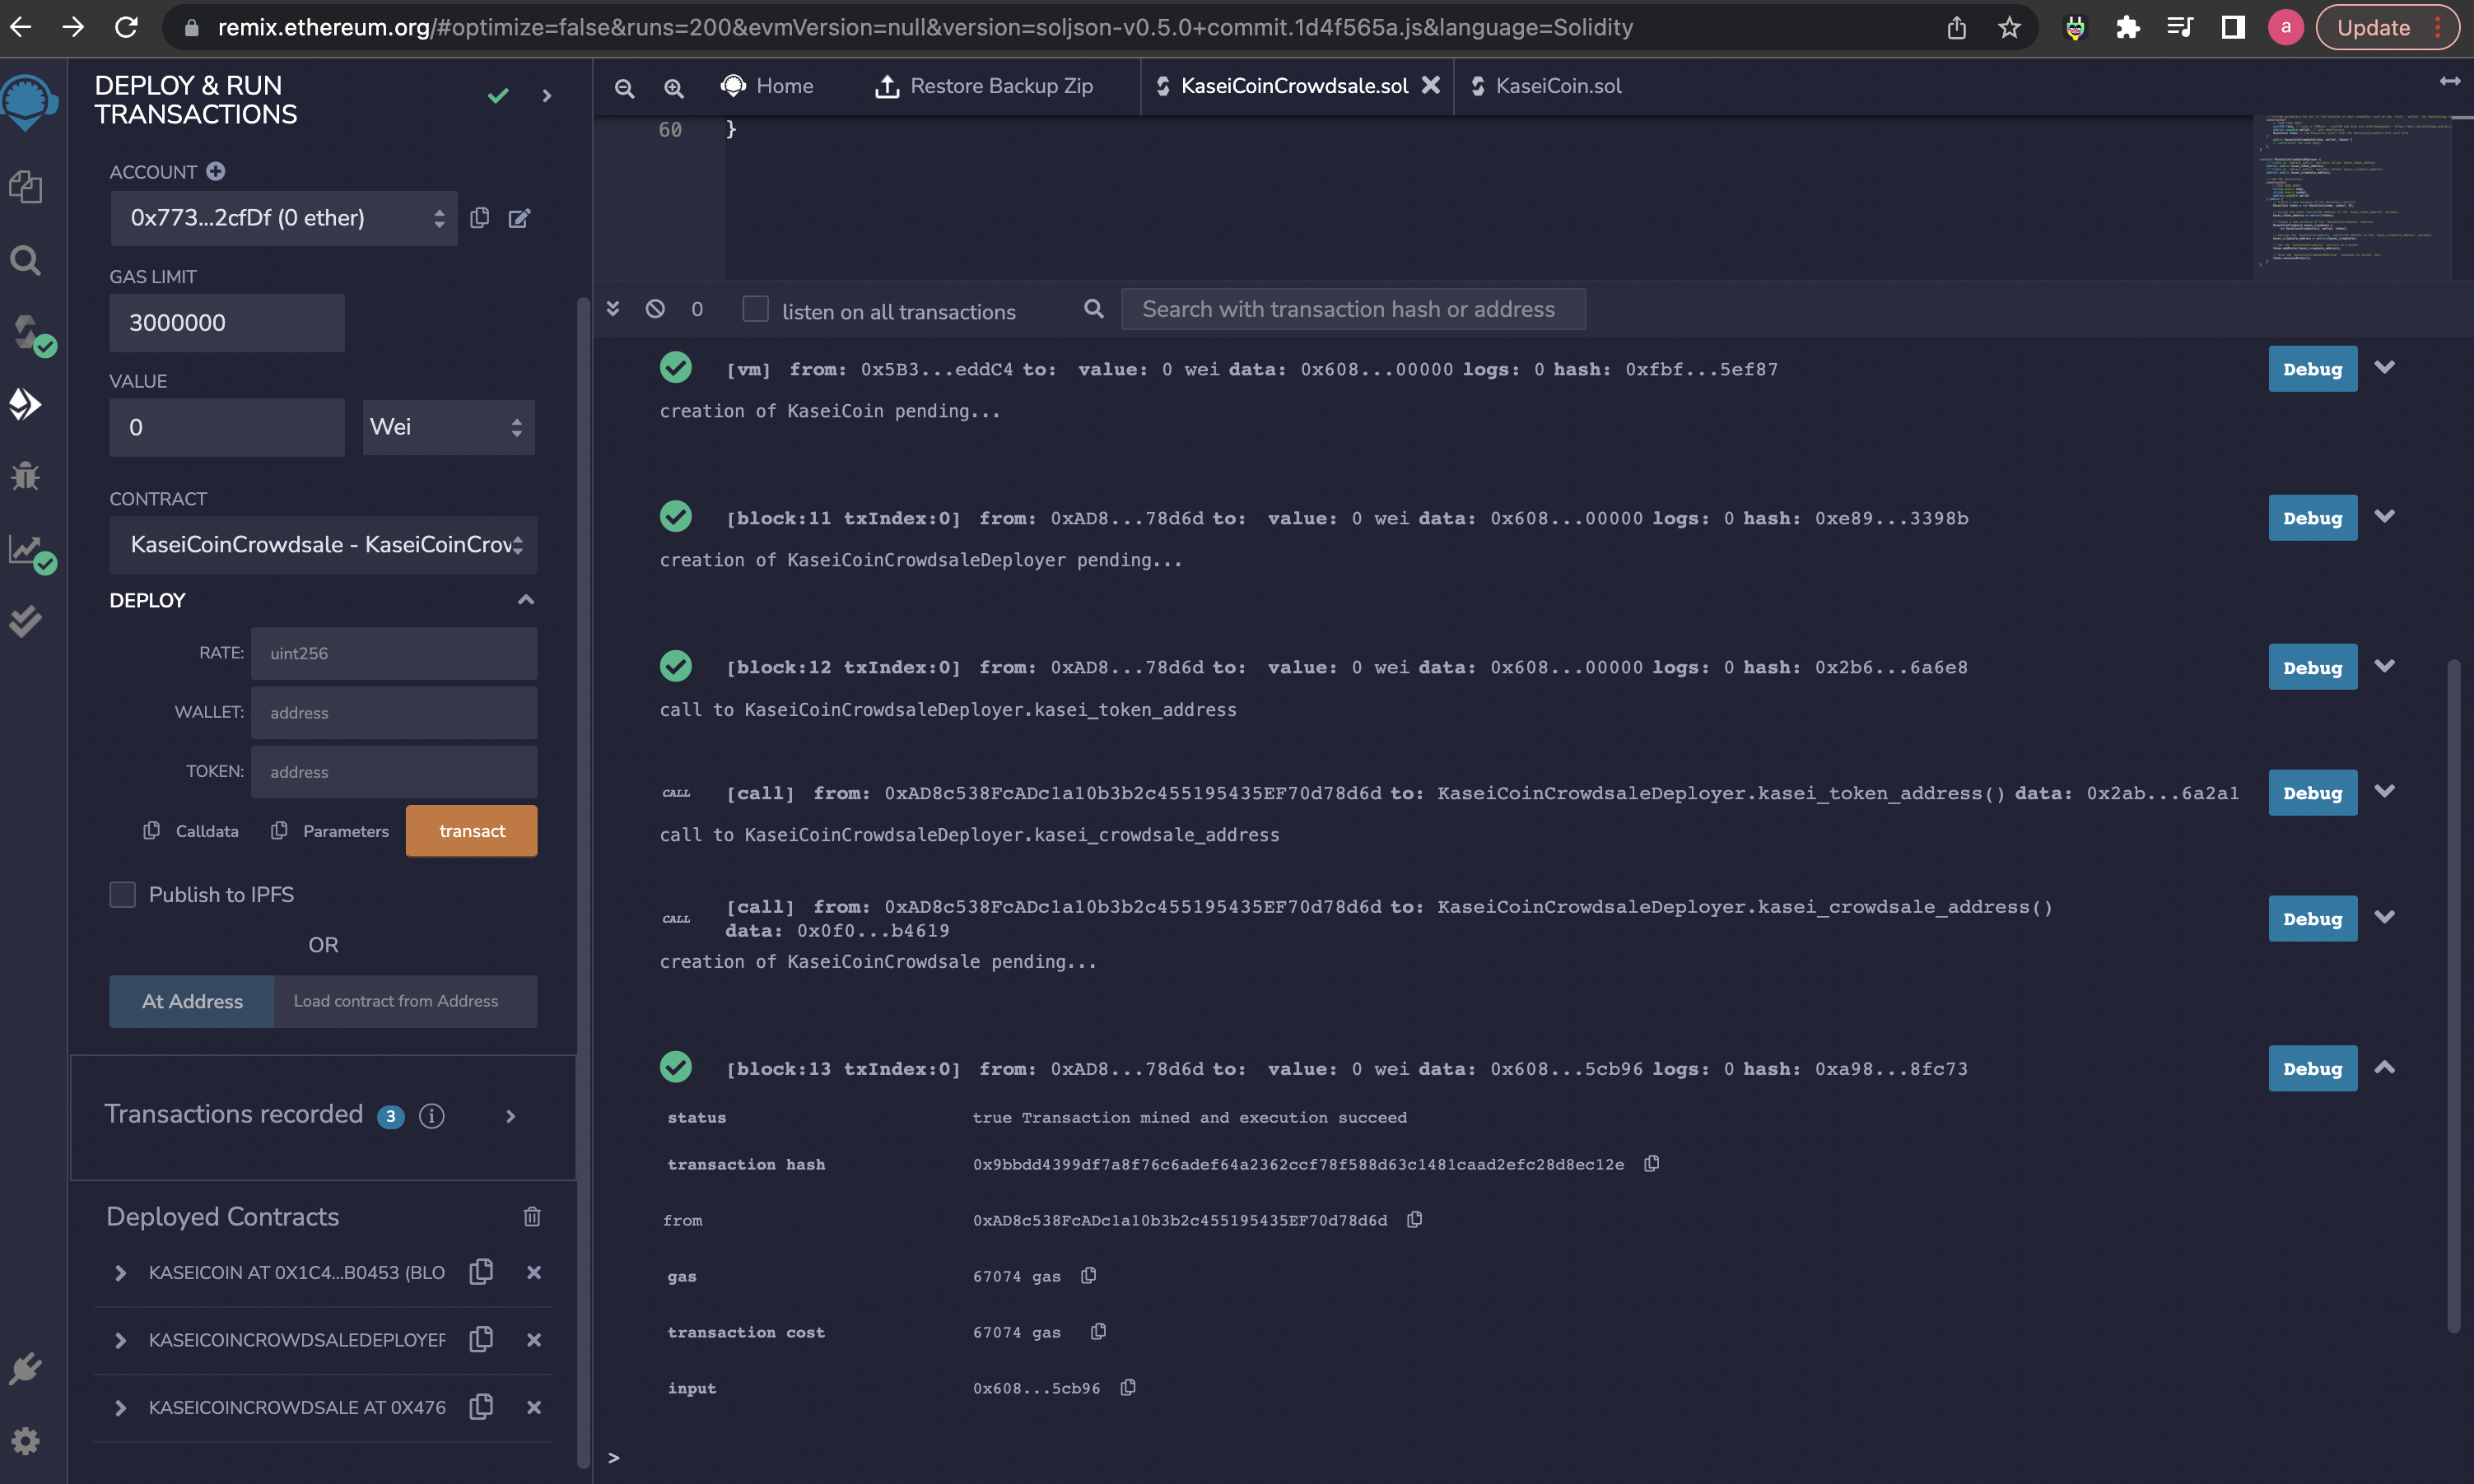 remix.ethereum.org/#optimize=false&runs=200&evmVersion=null&version=soljson-v0.5.0+commit.1d4f565a.js&language=Solidity
a
Update
DEPLOY & RUN
TRANSACTIONS
ACCOUNT
0x773...2cfDf (0 ether)
GAS LIMIT
3000000
VALUE
0
Wei
CONTRACT
KaseiCoinCrowdsale - KaseiCoinCrow
DEPLOY
RATE: uint256
WALLET: address
TOKEN: address
Calldata Parameters transact
Publish to IPFS
OR
At Address Load contract from Address
Transactions recorded 3 i
Deployed Contracts
KASEICOIN AT 0X1C4...B0453 (BLO
KASEICOINCROWDSALEDEPLOYER
KASEICOINCROWDSALE AT 0X476
Home
Restore Backup Zip
KaseiCoinCrowdsale.sol
KaseiCoin.sol
60 }
0 listen on all transactions Search with transaction hash or address
[vm] from: 0x5B3...eddC4 to: value: 0 wei data: 0x608...00000 logs: 0 hash: 0xfbf...5ef87 Debug
creation of KaseiCoin pending...
[block:11 txIndex:0] from: 0xAD8...78d6d to: value: 0 wei data: 0x608...00000 logs: 0 hash: 0xe89...3398b Debug
creation of KaseiCoinCrowdsaleDeployer pending...
[block:12 txIndex:0] from: 0xAD8...78d6d to: value: 0 wei data: 0x608...00000 logs: 0 hash: 0x2b6...6a6e8 Debug
call to KaseiCoinCrowdsaleDeployer.kasei_token_address
CALL [call] from: 0xAD8c538FcADc1a10b3b2c455195435EF70d78d6d to: KaseiCoinCrowdsaleDeployer.kasei_token_address() data: 0x2ab...6a2a1 Debug
call to KaseiCoinCrowdsaleDeployer.kasei_crowdsale_address
CALL [call] from: 0xAD8c538FcADc1a10b3b2c455195435EF70d78d6d to: KaseiCoinCrowdsaleDeployer.kasei_crowdsale_address()
data: 0x0f0...b4619 Debug
creation of KaseiCoinCrowdsale pending...
[block:13 txIndex:0] from: 0xAD8...78d6d to: value: 0 wei data: 0x608...5cb96 logs: 0 hash: 0xa98...8fc73 Debug
status true Transaction mined and execution succeed
transaction hash 0x9bbdd4399df7a8f76c6adef64a2362ccf78f588d63c1481caad2efc28d8ec12e
from 0xAD8c538FcADc1a10b3b2c455195435EF70d78d6d
gas 67074 gas
transaction cost 67074 gas
input 0x608...5cb96
>